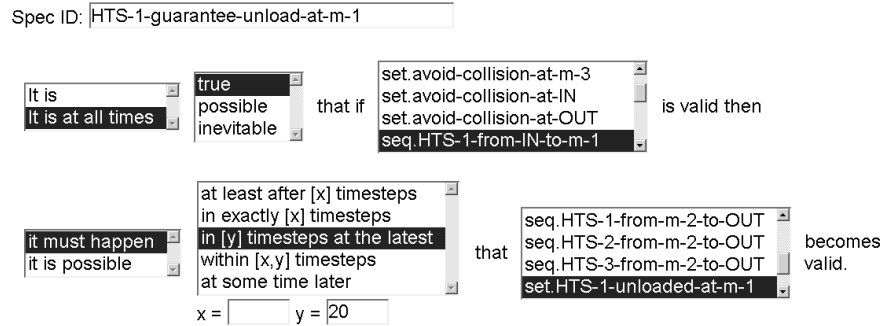 Spec ID: HTS-1-guarantee-unload-at-m-1
It is
It is at all times
true
possible
inevitable
that if
set.avoid-collision-at-m-3
set.avoid-collision-at-IN
set.avoid-collision-at-OUT
seq.HTS-1-from-IN-to-m-1
is valid then
it must happen
it is possible
at least after [x] timesteps
in exactly [x] timesteps
in [y] timesteps at the latest
within [x,y] timesteps
at some time later
x =
y = 20
that
seq.HTS-1-from-m-2-to-OUT
seq.HTS-2-from-m-2-to-OUT
seq.HTS-3-from-m-2-to-OUT
set.HTS-1-unloaded-at-m-1
becomes
valid.